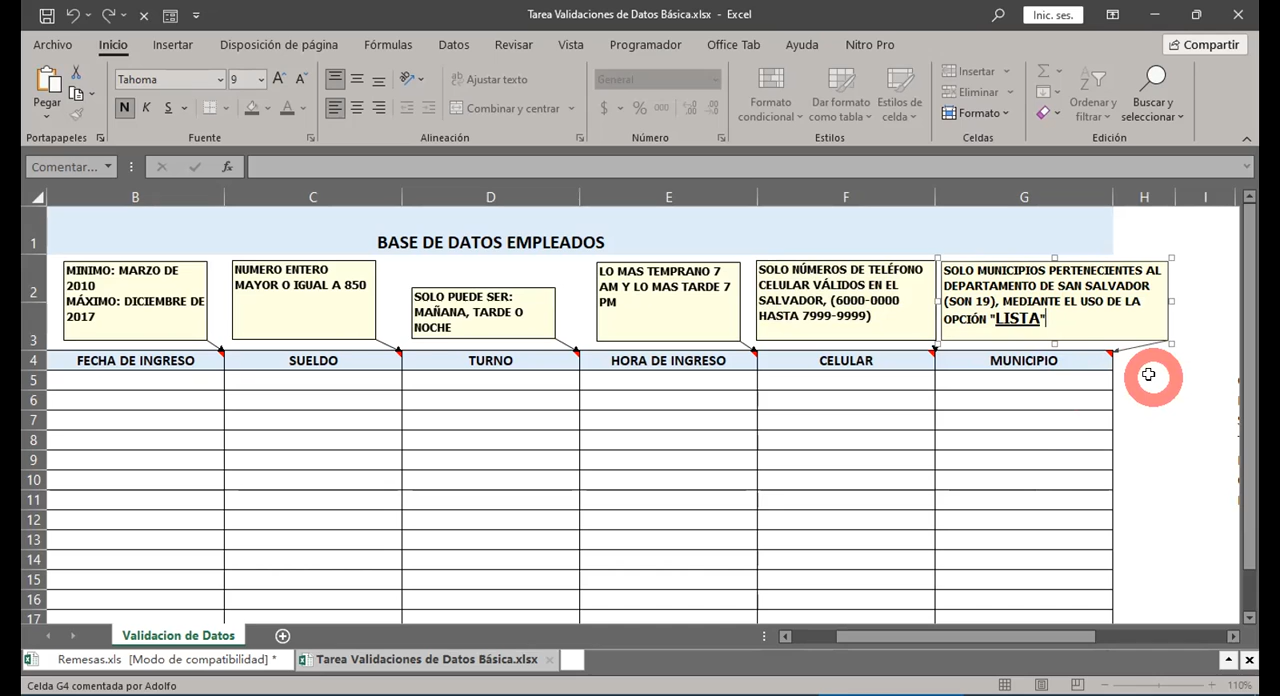 Tarea Validaciones de Datos Básica.xlsx - Excel
Inic. ses.
Archivo Inicio Insertar Disposición de página Fórmulas Datos Revisar Vista Programador Office Tab Ayuda Nitro Pro
Compartir
Pegar
Tahoma 9
N K S
Ajustar texto
Combinar y centrar
General
$ % 000
Formato condicional
Dar formato como tabla
Estilos de celda
Insertar
Eliminar
Formato
Ordenar y filtrar
Buscar y seleccionar
Portapapeles Fuente Alineación Número Estilos Celdas Edición
Comentar... fx
B C D E F G H I
1
BASE DE DATOS EMPLEADOS
2
3
MINIMO: MARZO DE
2010
MÁXIMO: DICIEMBRE DE
2017
NUMERO ENTERO
MAYOR O IGUAL A 850
SOLO PUEDE SER:
MAÑANA, TARDE O
NOCHE
LO MAS TEMPRANO 7
AM Y LO MAS TARDE 7
PM
SOLO NÚMEROS DE TELÉFONO
CELULAR VÁLIDOS EN EL
SALVADOR, (6000-0000
HASTA 7999-9999)
SOLO MUNICIPIOS PERTENECIENTES AL
DEPARTAMENTO DE SAN SALVADOR
(SON 19), MEDIANTE EL USO DE LA
OPCIÓN "LISTA"
4 FECHA DE INGRESO SUELDO TURNO HORA DE INGRESO CELULAR MUNICIPIO
5
6
7
8
9
10
11
12
13
14
15
16
17
Validacion de Datos
Remesas.xls [Modo de compatibilidad] *
Tarea Validaciones de Datos Básica.xlsx
Celda G4 comentada por Adolfo
110%